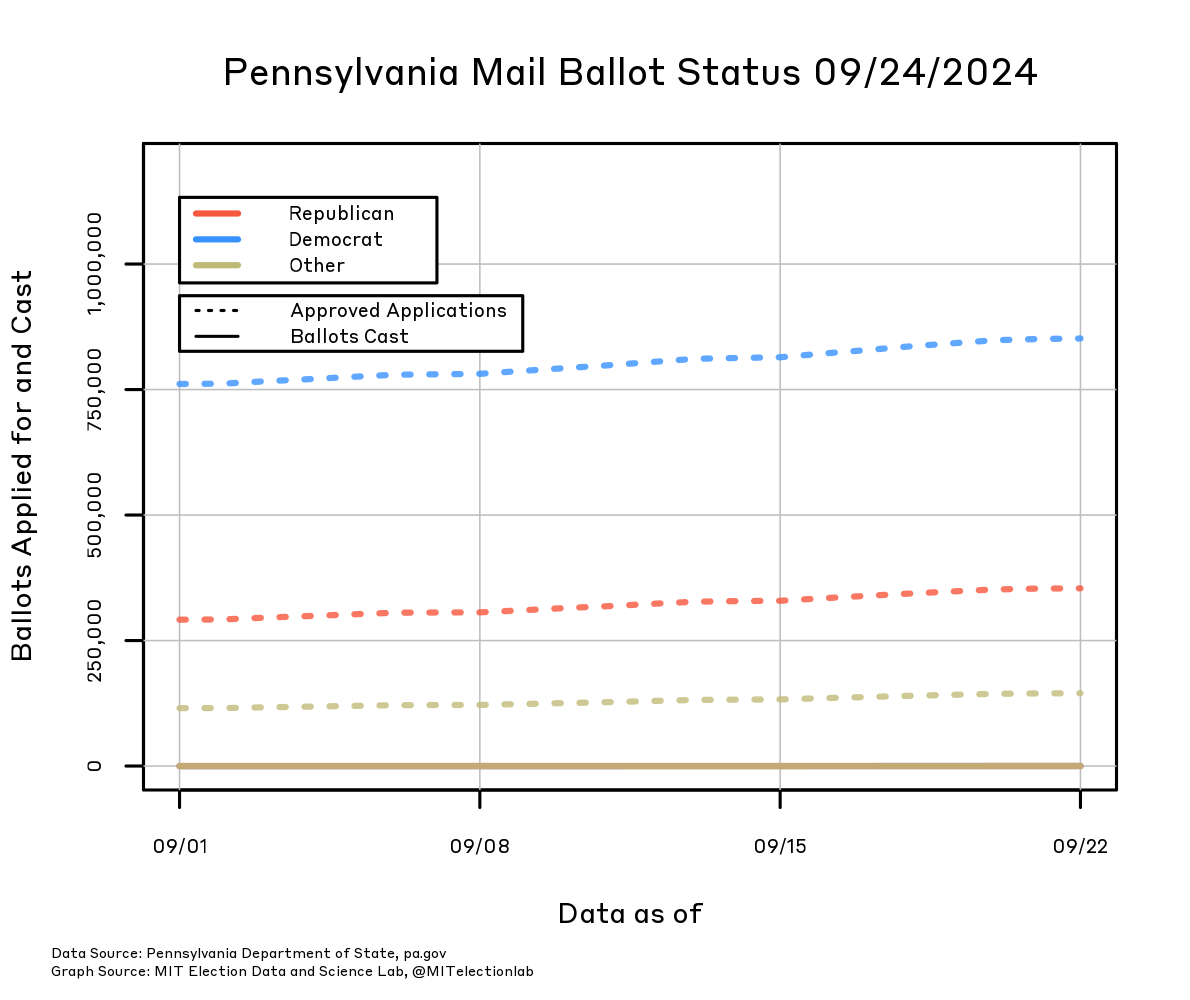 Pennsylvania Mail Ballot Status 09/24/2024
Ballots Applied for and Cast
1,000,000
750,000
500,000
250,000
0
Republican
Democrat
Other
Approved Applications
Ballots Cast
09/01
09/08
09/15
09/22
Data as of
Data Source: Pennsylvania Department of State, pa.gov
Graph Source: MIT Election Data and Science Lab, @MITelectionlab